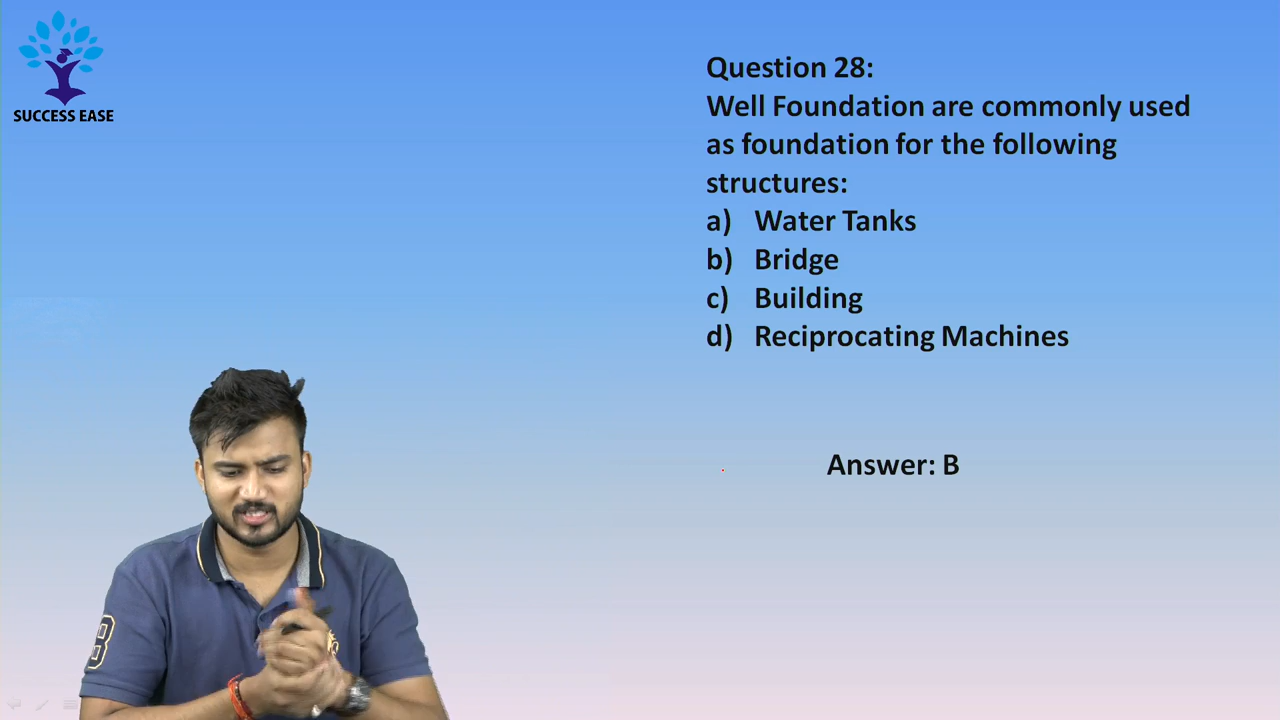 SUCCESS EASE
Question 28:
Well Foundation are commonly used
as foundation for the following
structures:
a) Water Tanks
b) Bridge
c) Building
d) Reciprocating Machines
Answer: B
B